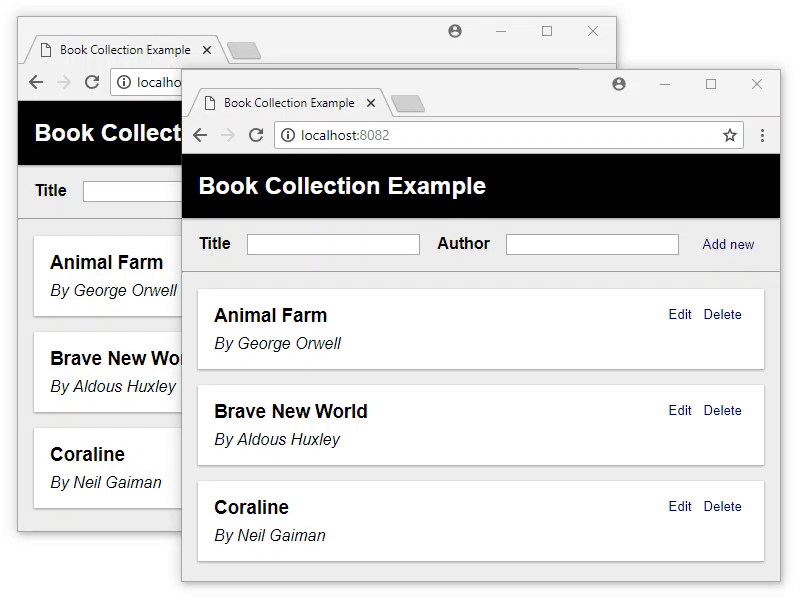 Book Collection Example
localho
Book Collect
Title
Animal Farm
By George Orwell
Brave New Wo
By Aldous Huxley
Coraline
By Neil Gaiman
Book Collection Example
localhost:8082
Book Collection Example
Title Author Add new
Animal Farm Edit Delete
By George Orwell
Brave New World Edit Delete
By Aldous Huxley
Coraline Edit Delete
By Neil Gaiman